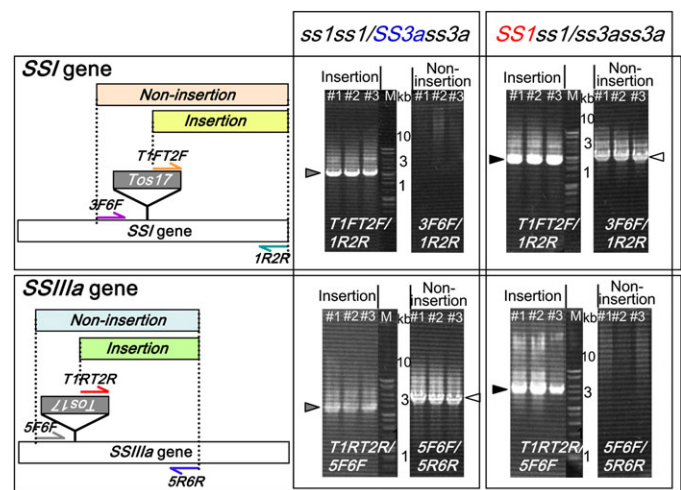 ss1ss1/SS3ass3a
SS1ss1/ss3ass3a
SSI gene
Non-insertion
Insertion
T1FT2F
Tos17
3F6F
SSI gene
1R2R
Insertion
Non-
insertion
#1 #2 #3 M kb #1 #2 #3
10
3
1
T1FT2F/
1R2R
3F6F/
1R2R
Insertion
Non-
insertion
#1 #2 #3 M kb #1 #2 #3
10
3
1
T1FT2F/
1R2R
3F6F/
1R2R
SSIIIa gene
Non-insertion
Insertion
T1RT2R
Tos17
5F6F
SSIIIa gene
5R6R
Insertion
Non-
insertion
#1 #2 #3 M kb #1 #2 #3
10
3
1
T1RT2R/
5F6F
5F6F/
5R6R
Insertion
Non-
insertion
#1 #2 #3 M kb #1 #2 #3
10
3
1
T1RT2R/
5F6F
5F6F/
5R6R